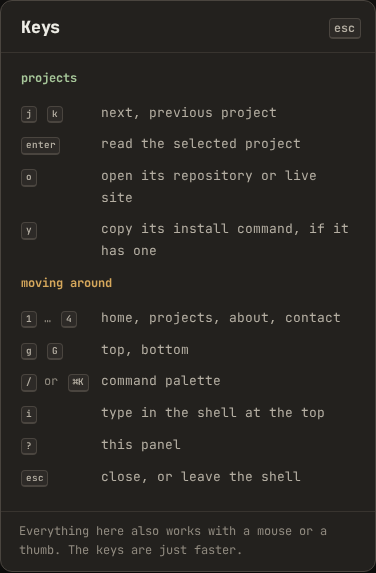 Keys esc
projects
j k next, previous project
enter read the selected project
o open its repository or live
site
y copy its install command, if it
has one
moving around
1 … 4 home, projects, about, contact
g G top, bottom
/ or ⌘K command palette
i type in the shell at the top
? this panel
esc close, or leave the shell
Everything here also works with a mouse or a
thumb. The keys are just faster.